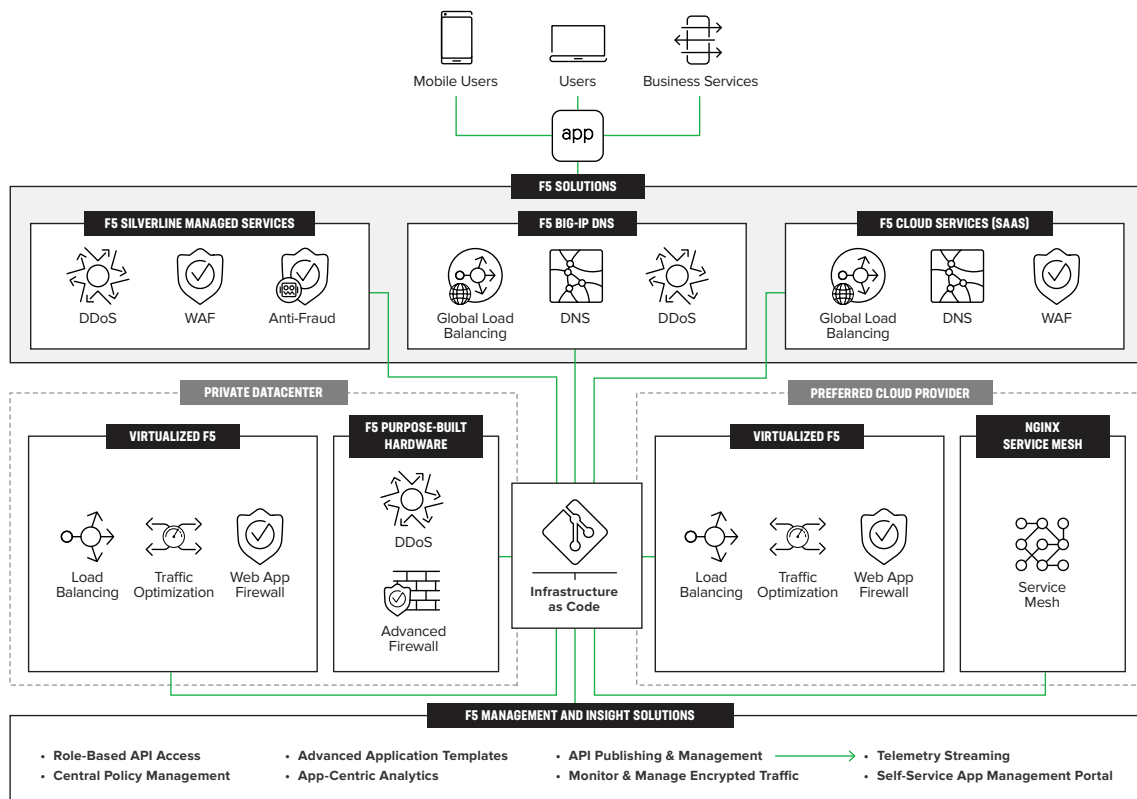 Mobile Users
Users
Business Services
app
F5 SOLUTIONS
F5 SILVERLINE MANAGED SERVICES
DDoS
WAF
Anti-Fraud
F5 BIG-IP DNS
Global Load
Balancing
DNS
DDoS
F5 CLOUD SERVICES (SAAS)
Global Load
Balancing
DNS
WAF
PRIVATE DATACENTER
VIRTUALIZED F5
Load
Balancing
Traffic
Optimization
Web App
Firewall
F5 PURPOSE-BUILT
HARDWARE
DDoS
Advanced
Firewall
Infrastructure
as Code
PREFERRED CLOUD PROVIDER
VIRTUALIZED F5
Load
Balancing
Traffic
Optimization
Web App
Firewall
NGINX
SERVICE MESH
Service
Mesh
F5 MANAGEMENT AND INSIGHT SOLUTIONS
• Role-Based API Access
• Central Policy Management
• Advanced Application Templates
• App-Centric Analytics
• API Publishing & Management
• Monitor & Manage Encrypted Traffic
• Telemetry Streaming
• Self-Service App Management Portal